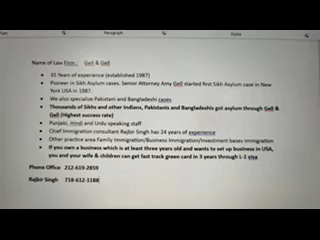 Font
Paragraph
Styles
Name of Law Firm : Gell & Gell
• 35 Years of experience (established 1987)
• Pioneer in Sikh Asylum cases. Senior Attorney Amy Gell started first Sikh Asylum case in New
York USA in 1987.
• We also specialize Pakistani and Bangladeshi cases
• Thousands of Sikhs and other Indians, Pakistanis and Bangladeshis got asylum through Gell &
Gell (Highest success rate)
• Punjabi, Hindi and Urdu speaking staff
• Chief Immigration consultant Rajbir Singh has 24 years of experience
• Other practice area Family Immigration/Business Immigration/Investment bases immigration
• If you own a business which is at least three years old and wants to set up business in USA,
you and your wife & children can get fast track green card in 3 years through L-1 visa
Phone Office 212-619-2859
Rajbir Singh 718-612-1188